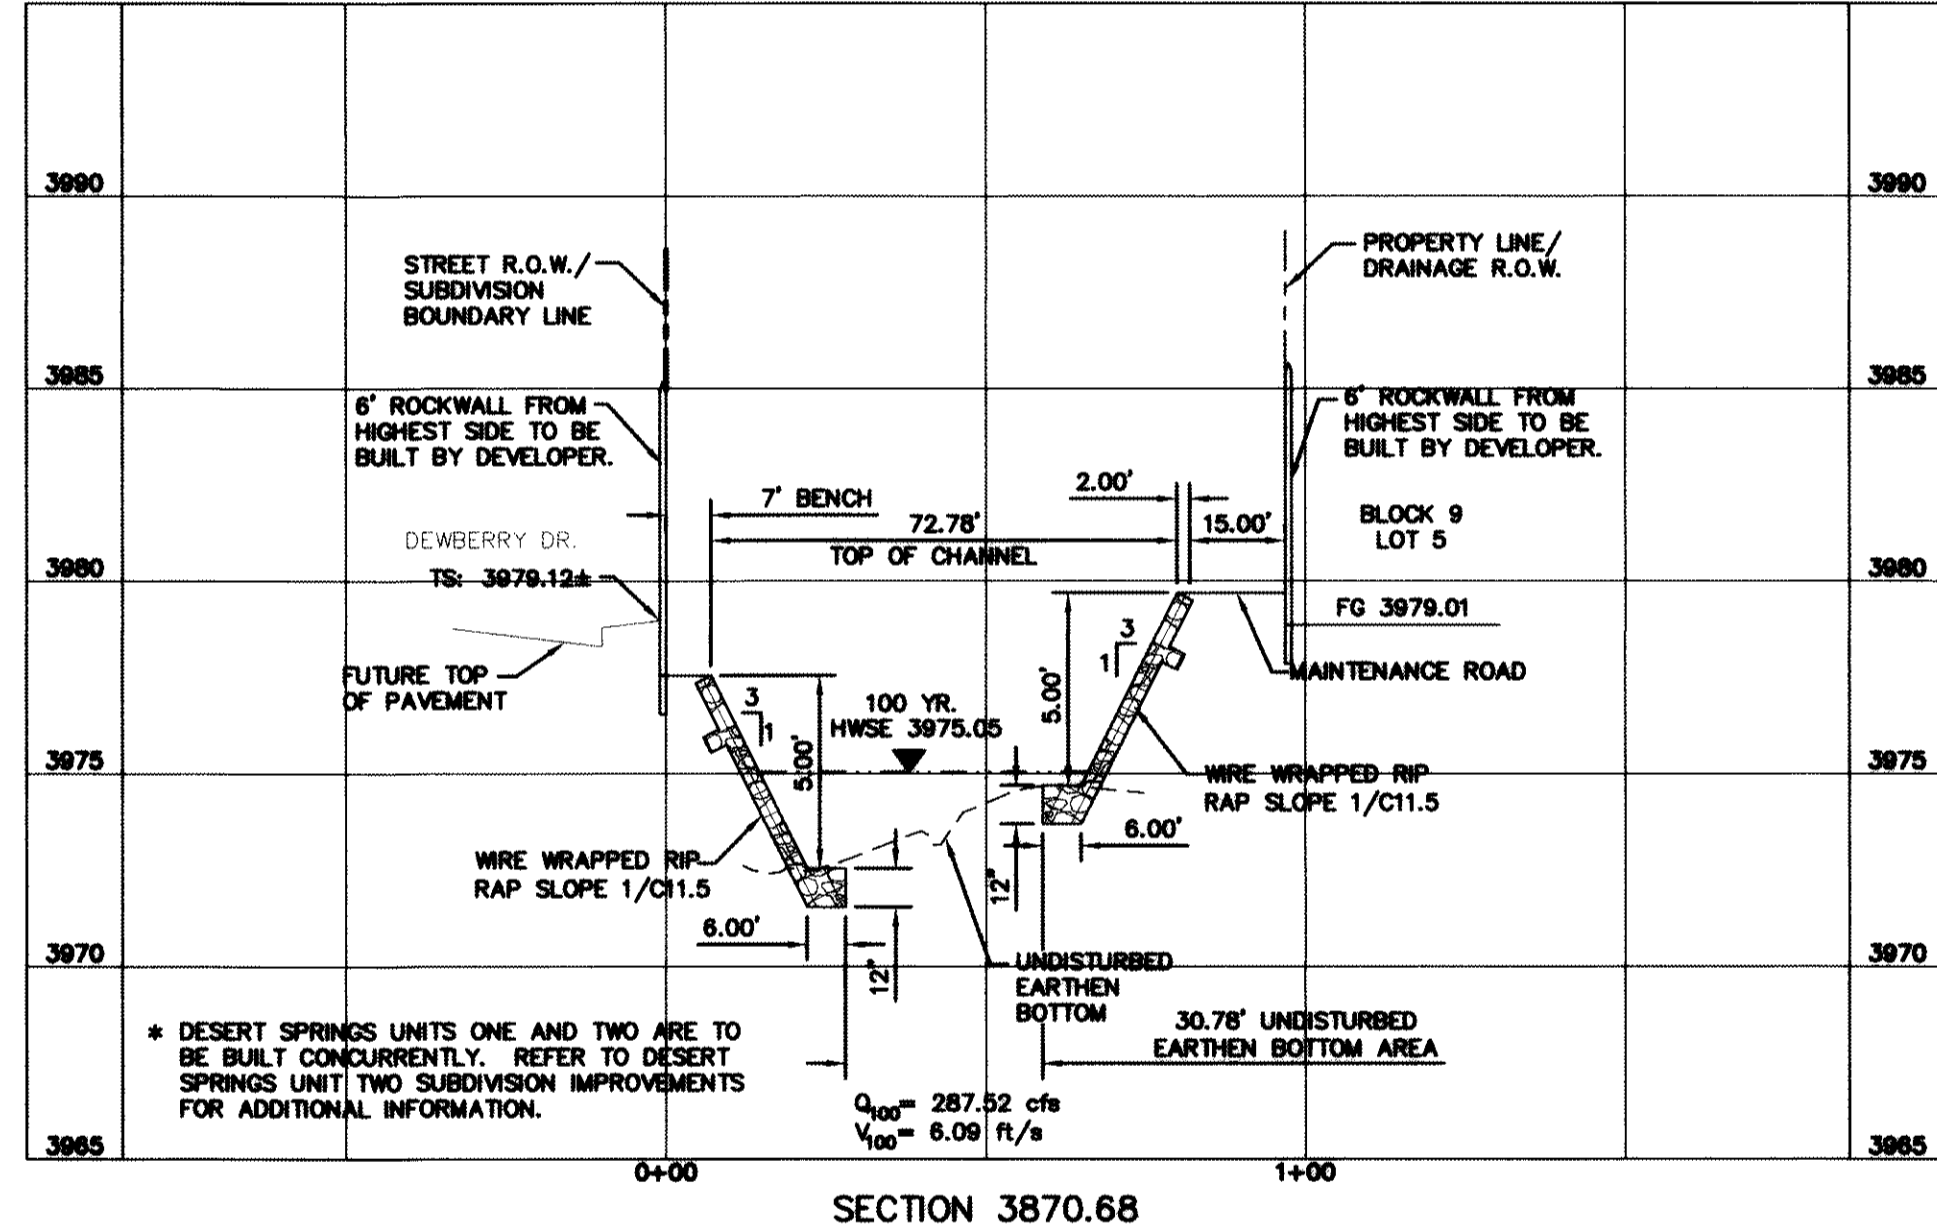 3990
3990
STREET R.O.W./
SUBDIVISION
BOUNDARY LINE
PROPERTY LINE/
DRAINAGE R.O.W.
3985
3985
6' ROCKWALL FROM
HIGHEST SIDE TO BE
BUILT BY DEVELOPER.
6' ROCKWALL FROM
HIGHEST SIDE TO BE
BUILT BY DEVELOPER.
7' BENCH
2.00'
72.78'
TOP OF CHANNEL
15.00'
BLOCK 9
LOT 5
DEWBERRY DR.
TS: 3979.12±
3980
3980
FG 3979.01
FUTURE TOP
OF PAVEMENT
MAINTENANCE ROAD
3
1
3
1
5.00'
5.00'
100 YR.
HWSE 3975.05
3975
3975
WIRE WRAPPED RIP
RAP SLOPE 1/C11.5
WIRE WRAPPED RIP
RAP SLOPE 1/C11.5
6.00'
12"
6.00'
12"
3970
3970
UNDISTURBED
EARTHEN
BOTTOM
30.78' UNDISTURBED
EARTHEN BOTTOM AREA
* DESERT SPRINGS UNITS ONE AND TWO ARE TO
BE BUILT CONCURRENTLY. REFER TO DESERT
SPRINGS UNIT TWO SUBDIVISION IMPROVEMENTS
FOR ADDITIONAL INFORMATION.
Q100= 287.52 cfs
V100= 6.09 ft/s
3965
3965
0+00
1+00
SECTION 3870.68